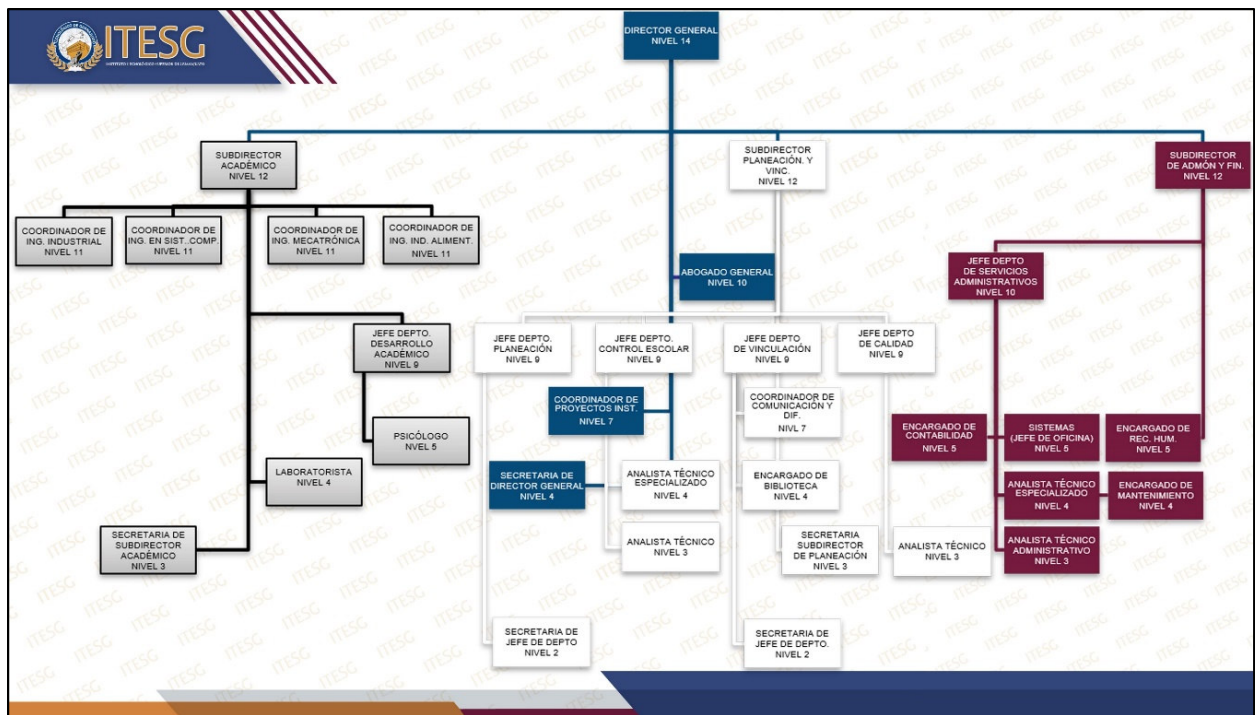 ITESG
DIRECTOR GENERAL
NIVEL 14
SUBDIRECTOR
ACADÉMICO
NIVEL 12
SUBDIRECTOR
PLANEACIÓN. Y
VINC.
NIVEL 12
SUBDIRECTOR
DE ADMÓN Y FIN.
NIVEL 12
COORDINADOR DE
ING. INDUSTRIAL
NIVEL 11
COORDINADOR DE
ING. EN SIST..COMP.
NIVEL 11
COORDINADOR DE
ING. MECATRÓNICA
NIVEL 11
COORDINADOR DE
ING. IND. ALIMENT.
NIVEL 11
ABOGADO GENERAL
NIVEL 10
JEFE DEPTO
DE SERVICIOS
ADMINISTRATIVOS
NIVEL 10
JEFE DEPTO.
DESARROLLO
ACADÉMICO
NIVEL 9
JEFE DEPTO.
PLANEACIÓN
NIVEL 9
JEFE DEPTO.
CONTROL ESCOLAR
NIVEL 9
JEFE DEPTO
DE VINCULACIÓN
NIVEL 9
JEFE DEPTO
DE CALIDAD
NIVEL 9
COORDINADOR DE
PROYECTOS INST.
NIVEL 7
COORDINADOR DE
COMUNICACIÓN Y
DIF.
NIVL 7
PSICÓLOGO
NVEL 5
ENCARGADO DE
CONTABILIDAD
NIVEL 5
SISTEMAS
(JEFE DE OFICINA)
NIVEL 5
ENCARGADO DE
REC. HUM.
NIVEL 5
LABORATORISTA
NIVEL 4
SECRETARIA DE
DIRECTOR GENERAL
NIVEL 4
ANALISTA TÉCNICO
ESPECIALIZADO
NIVEL 4
ENCARGADO DE
BIBLIOTECA
NIVEL 4
ANALISTA TÉCNICO
ESPECIALIZADO
NIVEL 4
ENCARGADO DE
MANTENIMIENTO
NIVEL 4
SECRETARIA DE
SUBDIRECTOR
ACADÉMICO
NIVEL 3
ANALISTA TÉCNICO
NIVEL 3
SECRETARIA
SUBDIRECTOR
DE PLANEACIÓN
NIVEL 3
ANALISTA TÉCNICO
NIVEL 3
ANALISTA TÉCNICO
ADMINISTRATIVO
NIVEL 3
SECRETARIA DE
JEFE DE DEPTO
NIVEL 2
SECRETARIA DE
JEFE DE DEPTO.
NIVEL 2